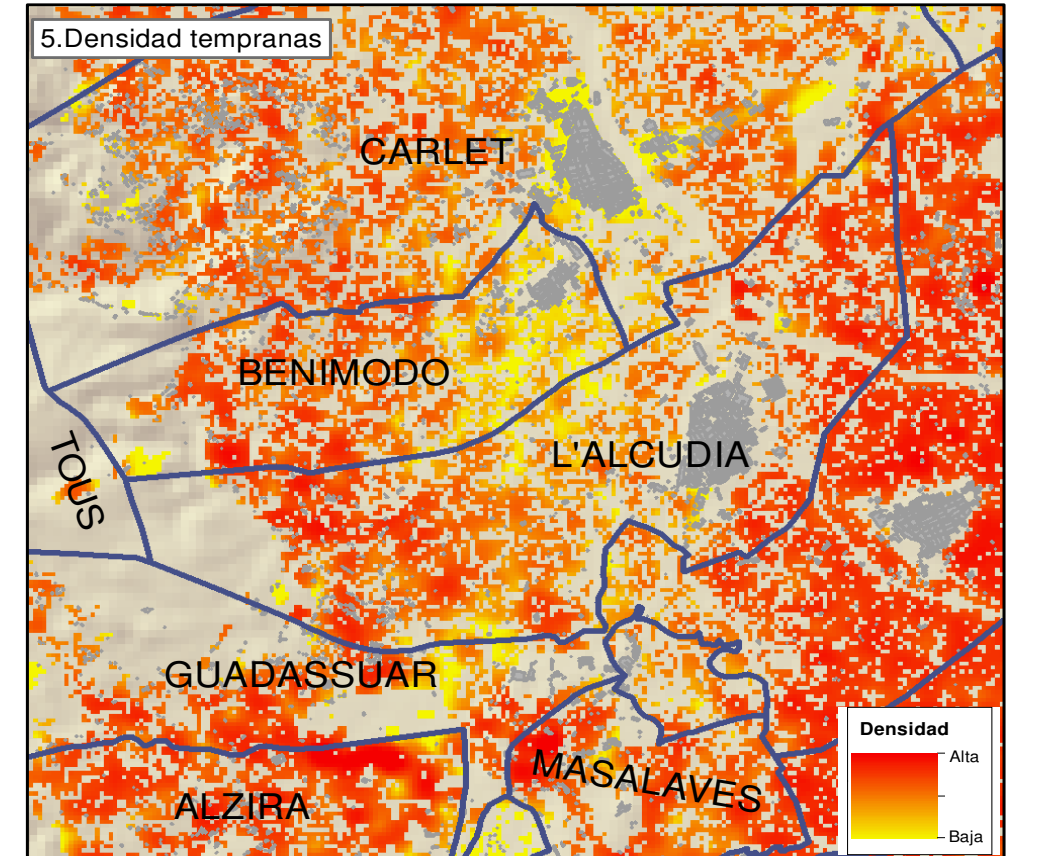 5.Densidad tempranas
CARLET
BENIMODO
TOUS
L'ALCUDIA
GUADASSUAR
MASALAVES
ALZIRA
Densidad
Alta
Baja